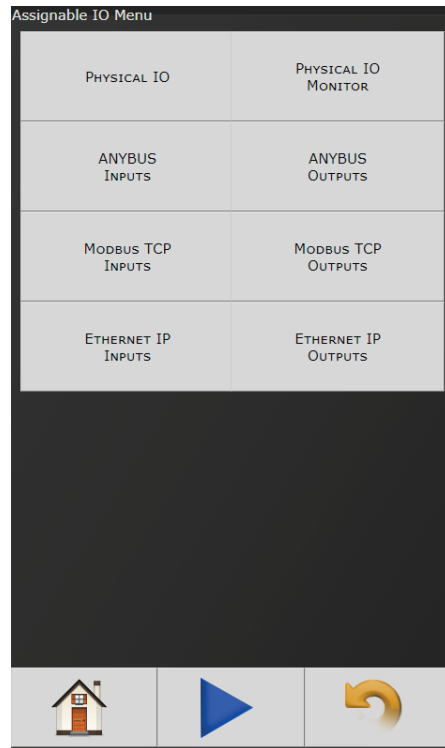 Assignable IO Menu
Physical IO
Physical IO
Monitor
ANYBUS
Inputs
ANYBUS
Outputs
Modbus TCP
Inputs
Modbus TCP
Outputs
Ethernet IP
Inputs
Ethernet IP
Outputs